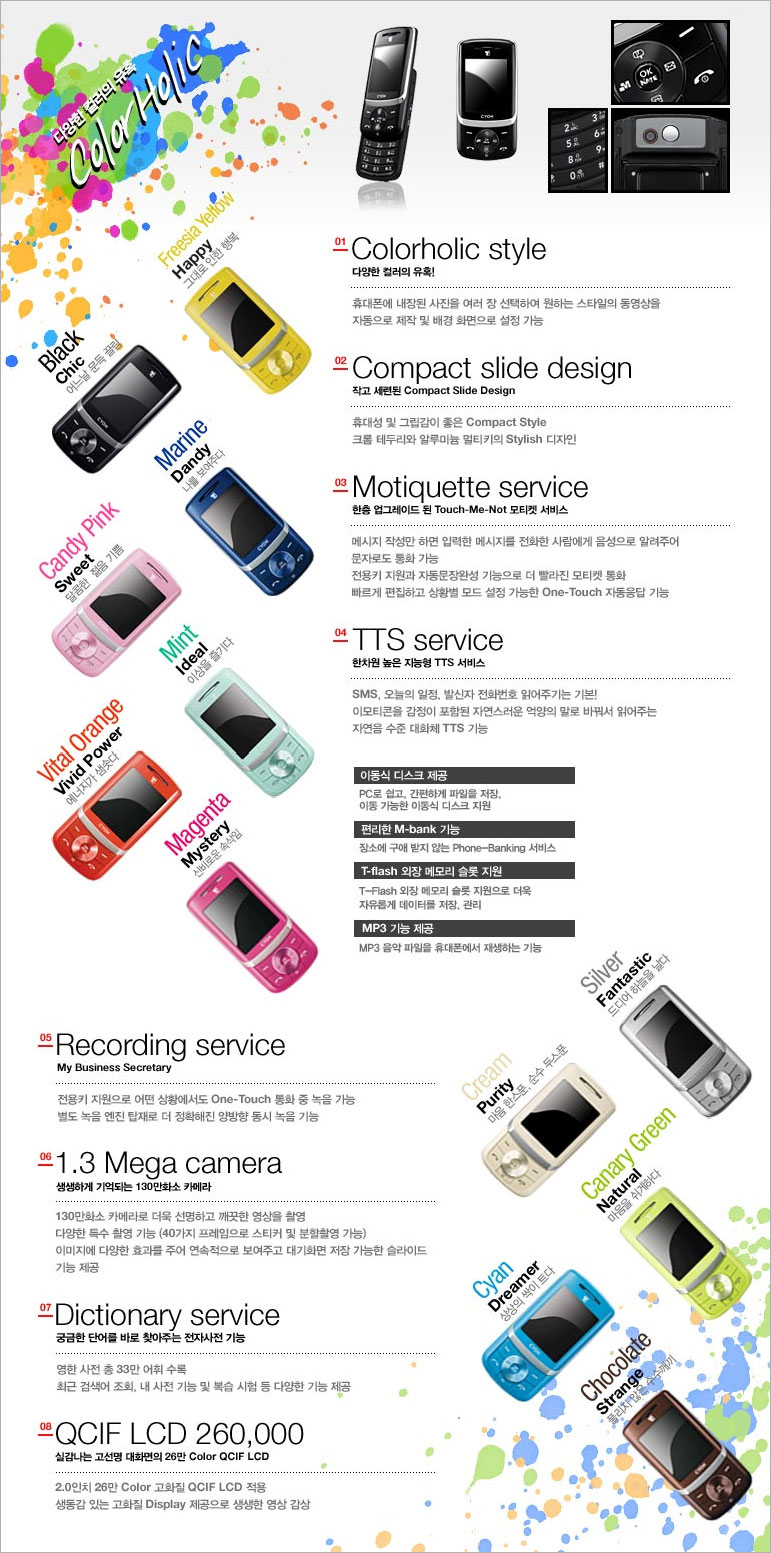 다양한 컬러의 유혹
ColorHolic
Freesia Yellow
Happy
그대로 인한 행복
Black
Chic
어느날 문득 끌림
Marine
Dandy
나를 보여주다
Candy Pink
Sweet
달콤한 젊음 기쁨
Mint
Ideal
이상을 즐기다
Vital Orange
Vivid Power
에너지가 샘솟다
Magenta
Mystery
신비로운 속삭임
01 Colorholic style
다양한 컬러의 유혹!
휴대폰에 내장된 사진을 여러 장 선택하여 원하는 스타일의 동영상을
자동으로 제작 및 배경 화면으로 설정 가능
02 Compact slide design
작고 세련된 Compact Slide Design
휴대성 및 그립감이 좋은 Compact Style
크롬 테두리와 알루미늄 멀티키의 Stylish 디자인
03 Motiquette service
한층 업그레이드 된 Touch-Me-Not 모티켓 서비스
메시지 작성만 하면 입력한 메시지를 전화한 사람에게 음성으로 알려주어
문자로도 통화 가능
전용키 지원과 자동문장완성 기능으로 더 빨라진 모티켓 통화
빠르게 편집하고 상황별 모드 설정 가능한 One-Touch 자동응답 기능
04 TTS service
한차원 높은 지능형 TTS 서비스
SMS, 오늘의 일정, 발신자 전화번호 읽어주기는 기본!
이모티콘을 감정이 포함된 자연스러운 억양의 말로 바꿔서 읽어주는
자연음 수준 대화체 TTS 기능
이동식 디스크 제공
PC로 쉽고, 간편하게 파일을 저장,
이동 가능한 이동식 디스크 지원
편리한 M-bank 기능
장소에 구애 받지 않는 Phone-Banking 서비스
T-flash 외장 메모리 슬롯 지원
T-Flash 외장 메모리 슬롯 지원으로 더욱
자유롭게 데이터를 저장, 관리
MP3 기능 제공
MP3 음악 파일을 휴대폰에서 재생하는 기능
Silver
Fantastic
드디어 하늘을 날다
Cream
Purity
마음 한스푼, 순수 두스푼
Canary Green
Natural
마음을 쉬게하다
Cyan
Dreamer
상상의 싹이 트다
Chocolate
Strange
풀리지 않은 수수께끼
05 Recording service
My Business Secretary
전용키 지원으로 어떤 상황에서도 One-Touch 통화 중 녹음 가능
별도 녹음 엔진 탑재로 더 정확해진 양방향 동시 녹음 기능
06 1.3 Mega camera
생생하게 기억되는 130만화소 카메라
130만화소 카메라로 더욱 선명하고 깨끗한 영상을 촬영
다양한 특수 촬영 기능 (40가지 프레임으로 스티커 및 분할촬영 가능)
이미지에 다양한 효과를 주어 연속적으로 보여주고 대기화면 저장 가능한 슬라이드
기능 제공
07 Dictionary service
궁금한 단어를 바로 찾아주는 전자사전 기능
영한 사전 총 33만 어휘 수록
최근 검색어 조회, 내 사전 기능 및 복습 시험 등 다양한 기능 제공
08 QCIF LCD 260,000
실감나는 고선명 대화면의 26만 Color QCIF LCD
2.0인치 26만 Color 고화질 QCIF LCD 적용
생동감 있는 고화질 Display 제공으로 생생한 영상 감상